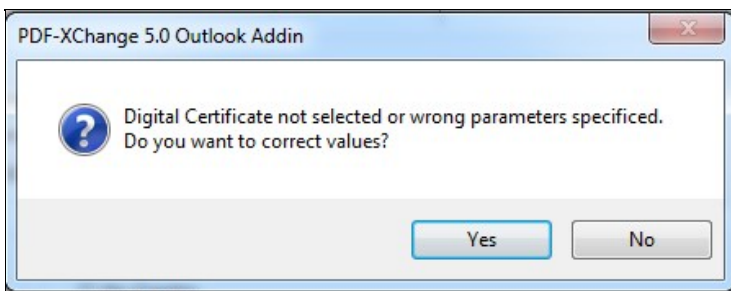 PDF-XChange 5.0 Outlook Addin
Digital Certificate not selected or wrong parameters specificed.
Do you want to correct values?
Yes
No